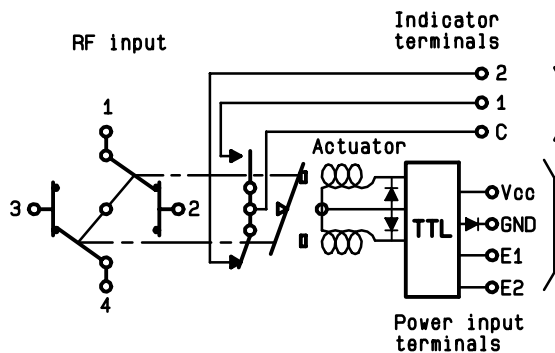 Indicator
terminals
RF input
2
1
C
Actuator
1
3
2
4
TTL
Vcc
GND
E1
E2
Power input
terminals